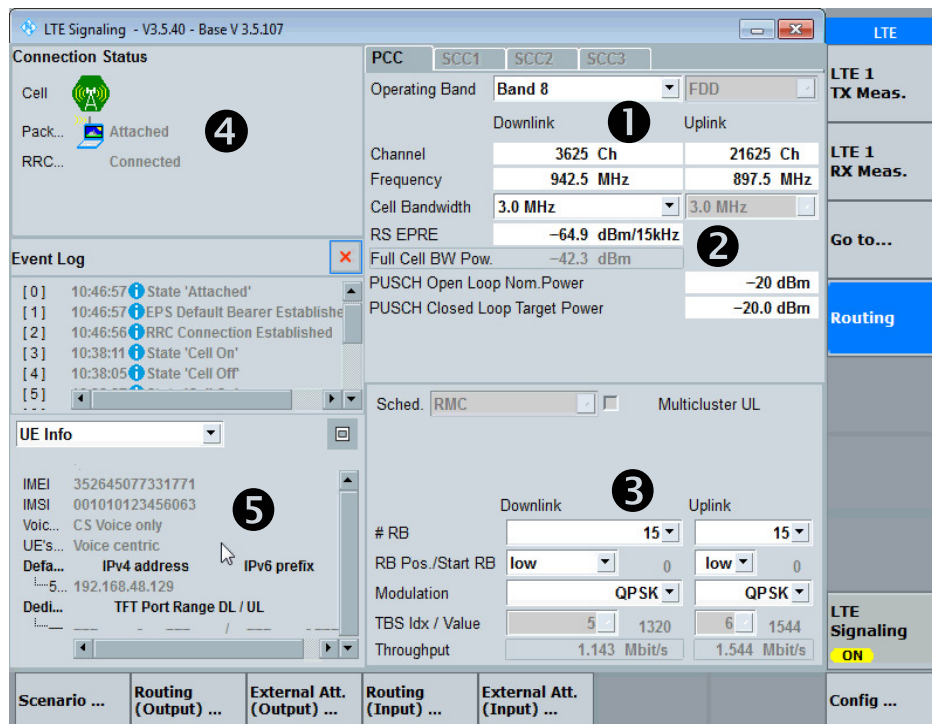 LTE Signaling - V3.5.40 - Base V 3.5.107
LTE
Connection Status
Cell
Pack... Attached
RRC... Connected
4
PCC SCC1 SCC2 SCC3
Operating Band Band 8 FDD
1
Downlink Uplink
Channel 3625 Ch 21625 Ch
Frequency 942.5 MHz 897.5 MHz
Cell Bandwidth 3.0 MHz 3.0 MHz
RS EPRE -64.9 dBm/15kHz
2
Full Cell BW Pow. -42.3 dBm
PUSCH Open Loop Nom.Power -20 dBm
PUSCH Closed Loop Target Power -20.0 dBm
Event Log
[0] 10:46:57 State 'Attached'
[1] 10:46:57 EPS Default Bearer Establishe
[2] 10:46:56 RRC Connection Established
[3] 10:38:11 State 'Cell On'
[4] 10:38:05 State 'Cell Off'
[5]
Sched. RMC Multicluster UL
UE Info
IMEI 352645077331771
IMSI 001010123456063
Voic... CS Voice only
UE's... Voice centric
Defa... IPv4 address IPv6 prefix
5... 192.168.48.129
Dedi... TFT Port Range DL / UL
--- - --- / ---
5
3
Downlink Uplink
# RB 15 15
RB Pos./Start RB low 0 low 0
Modulation QPSK QPSK
TBS Idx / Value 5 1320 6 1544
Throughput 1.143 Mbit/s 1.544 Mbit/s
LTE 1
TX Meas.
LTE 1
RX Meas.
Go to...
Routing
LTE
Signaling
ON
Scenario ...
Routing
(Output) ...
External Att.
(Output) ...
Routing
(Input) ...
External Att.
(Input) ...
Config ...